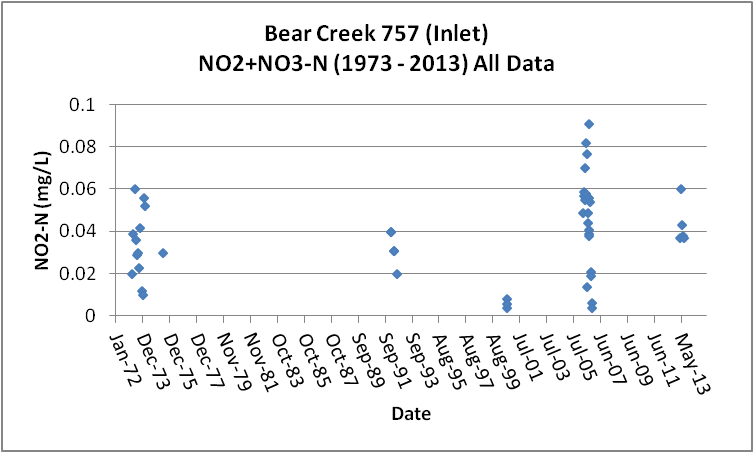 Bear Creek 757 (Inlet)
NO2+NO3-N (1973 - 2013) All Data
NO2-N (mg/L)
0.1
0.08
0.06
0.04
0.02
0
Jan-72
Dec-73
Dec-75
Dec-77
Nov-79
Nov-81
Oct-83
Oct-85
Oct-87
Sep-89
Sep-91
Sep-93
Aug-95
Aug-97
Aug-99
Jul-01
Jul-03
Jul-05
Jun-07
Jun-09
Jun-11
May-13
Date